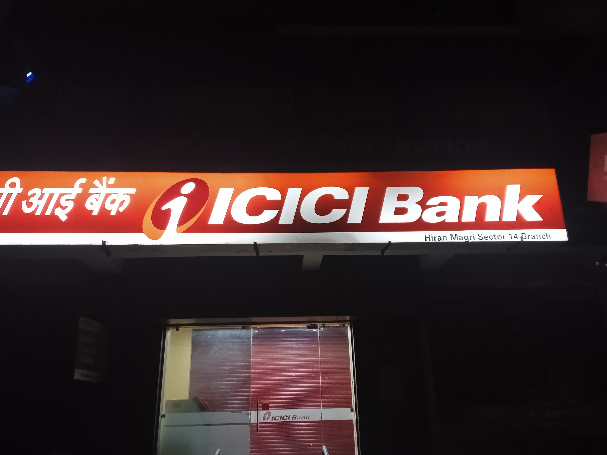 आई बैंक ICICI Bank
Hiran Magri Sector 14 Branch
ICICI Bank